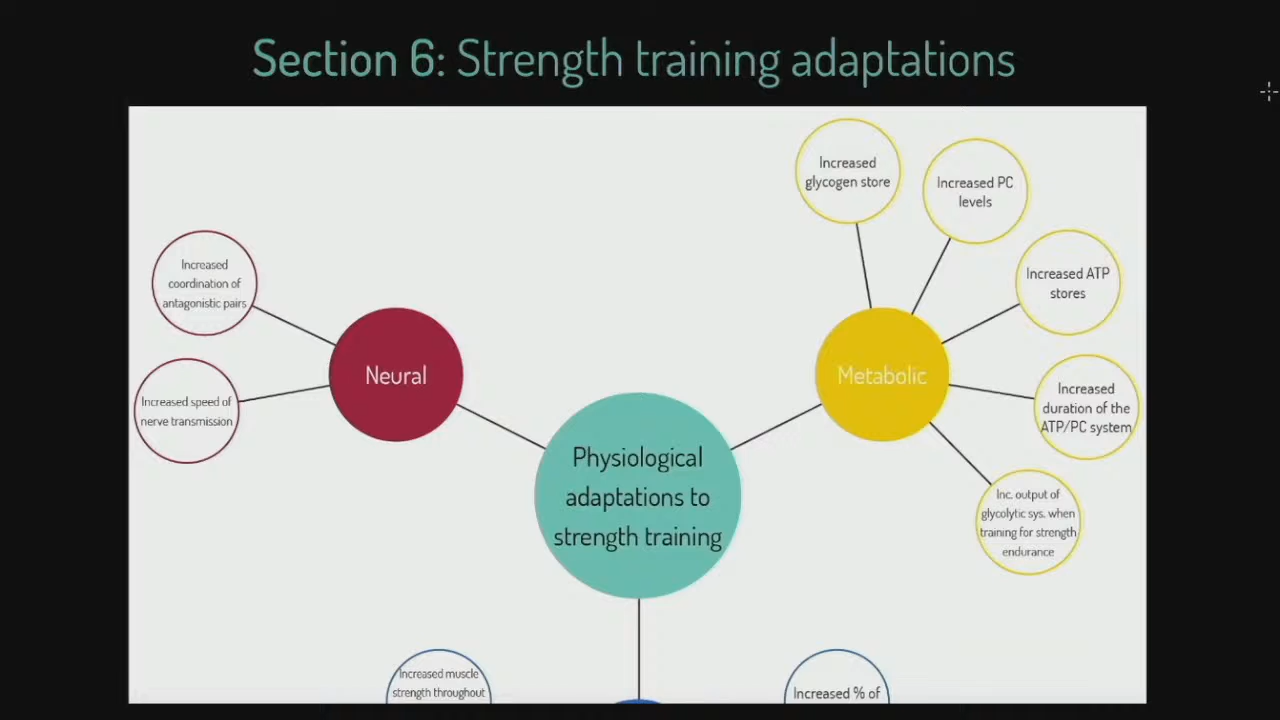 Section 6: Strength training adaptations
Increased
glycogen store
Increased PC
levels
Increased
coordination of
antagonistic pairs
Increased ATP
stores
Neural
Metabolic
Increased speed of
nerve transmission
Increased
duration of the
ATP/PC system
Physiological
adaptations to
strength training
Inc. output of
glycolytic sys. when
training for strength
endurance
Increased muscle
strength throughout
Increased % of